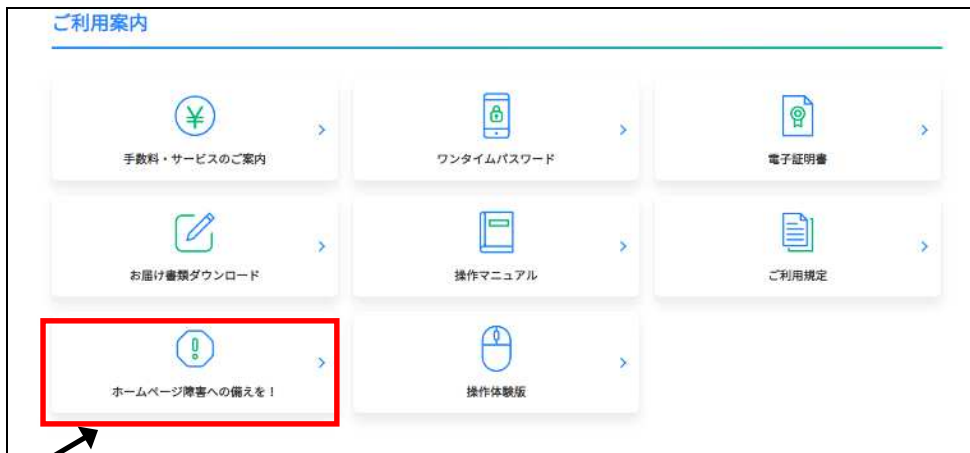 ご利用案内
手数料・サービスのご案内
ワンタイムパスワード
電子証明書
お届け書類ダウンロード
操作マニュアル
ご利用規定
ホームページ障害への備えを！
操作体験版